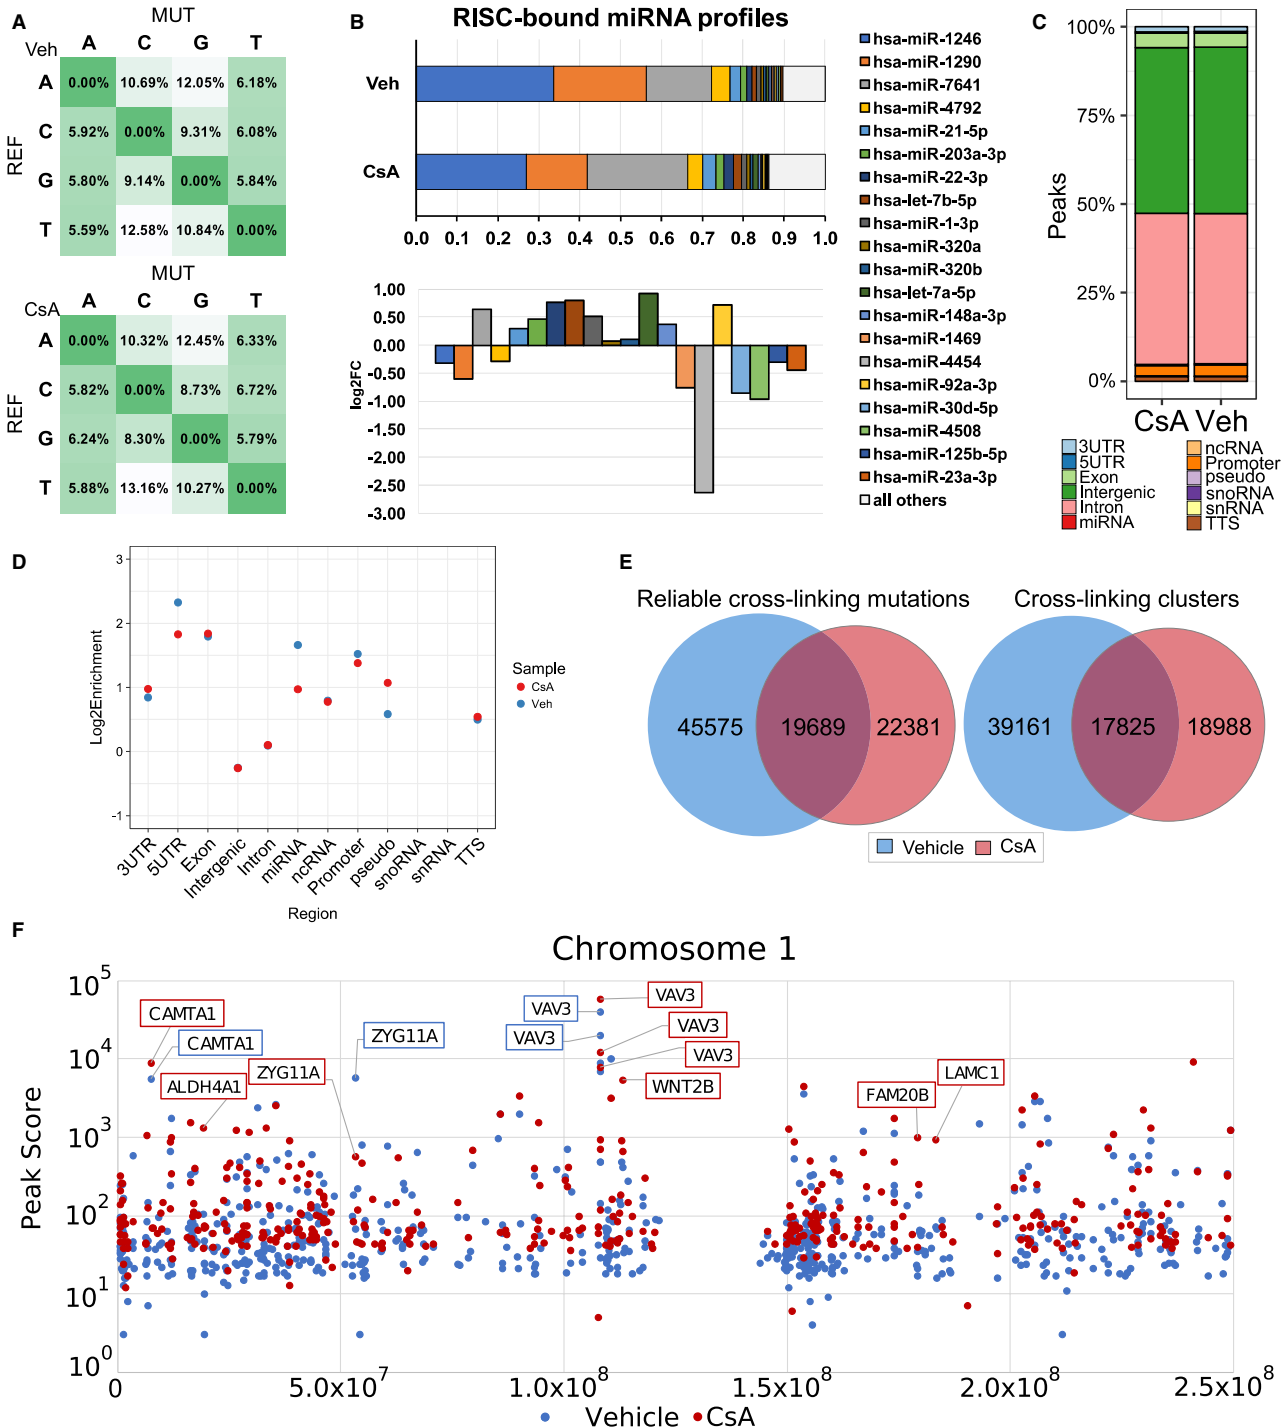 A
MUT
Veh A C G T
REF
A 0.00% 10.69% 12.05% 6.18%
C 5.92% 0.00% 9.31% 6.08%
G 5.80% 9.14% 0.00% 5.84%
T 5.59% 12.58% 10.84% 0.00%
MUT
CsA A C G T
REF
A 0.00% 10.32% 12.45% 6.33%
C 5.82% 0.00% 8.73% 6.72%
G 6.24% 8.30% 0.00% 5.79%
T 5.88% 13.16% 10.27% 0.00%
B
RISC-bound miRNA profiles
Veh
CsA
0.0 0.1 0.2 0.3 0.4 0.5 0.6 0.7 0.8 0.9 1.0
log2FC
1.00
0.50
0.00
-0.50
-1.00
-1.50
-2.00
-2.50
-3.00
hsa-miR-1246
hsa-miR-1290
hsa-miR-7641
hsa-miR-4792
hsa-miR-21-5p
hsa-miR-203a-3p
hsa-miR-22-3p
hsa-let-7b-5p
hsa-miR-1-3p
hsa-miR-320a
hsa-miR-320b
hsa-let-7a-5p
hsa-miR-148a-3p
hsa-miR-1469
hsa-miR-4454
hsa-miR-92a-3p
hsa-miR-30d-5p
hsa-miR-4508
hsa-miR-125b-5p
hsa-miR-23a-3p
all others
C
Peaks
100%
75%
50%
25%
0%
CsA Veh
3UTR
5UTR
Exon
Intergenic
Intron
miRNA
ncRNA
Promoter
pseudo
snoRNA
snRNA
TTS
D
Log2Enrichment
3
2
1
0
-1
3UTR 5UTR Exon Intergenic Intron miRNA ncRNA Promoter pseudo snoRNA snRNA TTS
Region
Sample
CsA
Veh
E
Reliable cross-linking mutations
45575 19689 22381
Cross-linking clusters
39161 17825 18988
Vehicle CsA
F
Chromosome 1
Peak Score
10^5
10^4
10^3
10^2
10^1
10^0
CAMTA1
CAMTA1
ALDH4A1
ZYG11A
ZYG11A
VAV3
VAV3
VAV3
VAV3
VAV3
WNT2B
FAM20B
LAMC1
0 5.0x10^7 1.0x10^8 1.5x10^8 2.0x10^8 2.5x10^8
Vehicle CsA